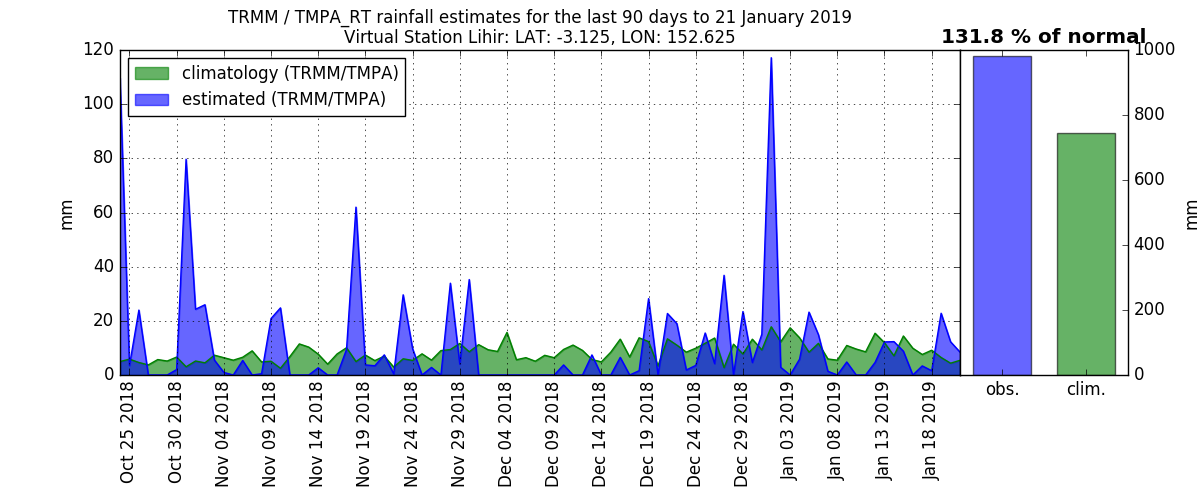 TRMM / TMPA_RT rainfall estimates for the last 90 days to 21 January 2019
Virtual Station Lihir: LAT: -3.125, LON: 152.625
131.8 % of normal
climatology (TRMM/TMPA)
estimated (TRMM/TMPA)
mm
120
100
80
60
40
20
0
Oct 25 2018
Oct 30 2018
Nov 04 2018
Nov 09 2018
Nov 14 2018
Nov 19 2018
Nov 24 2018
Nov 29 2018
Dec 04 2018
Dec 09 2018
Dec 14 2018
Dec 19 2018
Dec 24 2018
Dec 29 2018
Jan 03 2019
Jan 08 2019
Jan 13 2019
Jan 18 2019
obs.
clim.
1000
800
600
400
200
0
mm